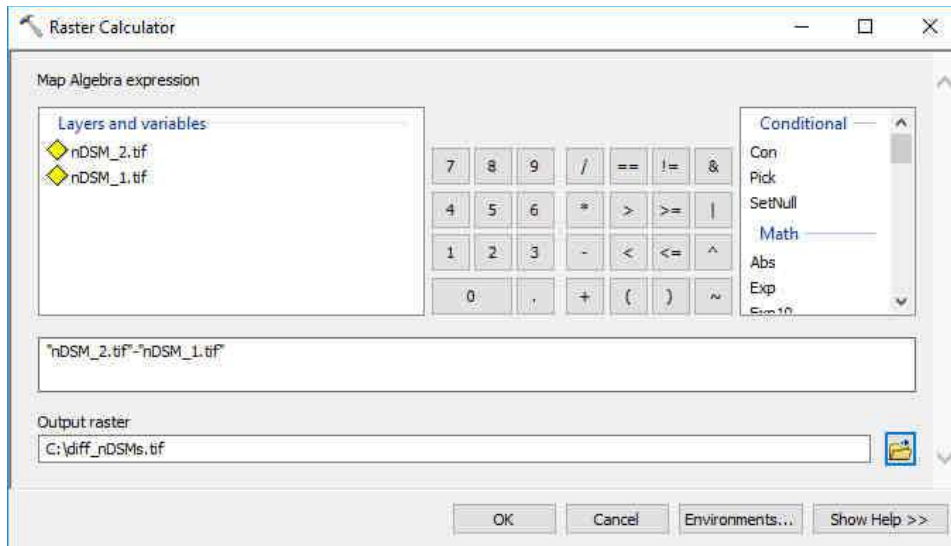 Raster Calculator
Map Algebra expression
Layers and variables
nDSM_2.tif
nDSM_1.tif
7 8 9 / == != &
4 5 6 * > >= |
1 2 3 - < <= ^
0 . + ( ) ~
Conditional
Con
Pick
SetNull
Math
Abs
Exp
Exp10
"nDSM_2.tif"-"nDSM_1.tif"
Output raster
C:\diff_nDSMs.tif
OK Cancel Environments... Show Help >>